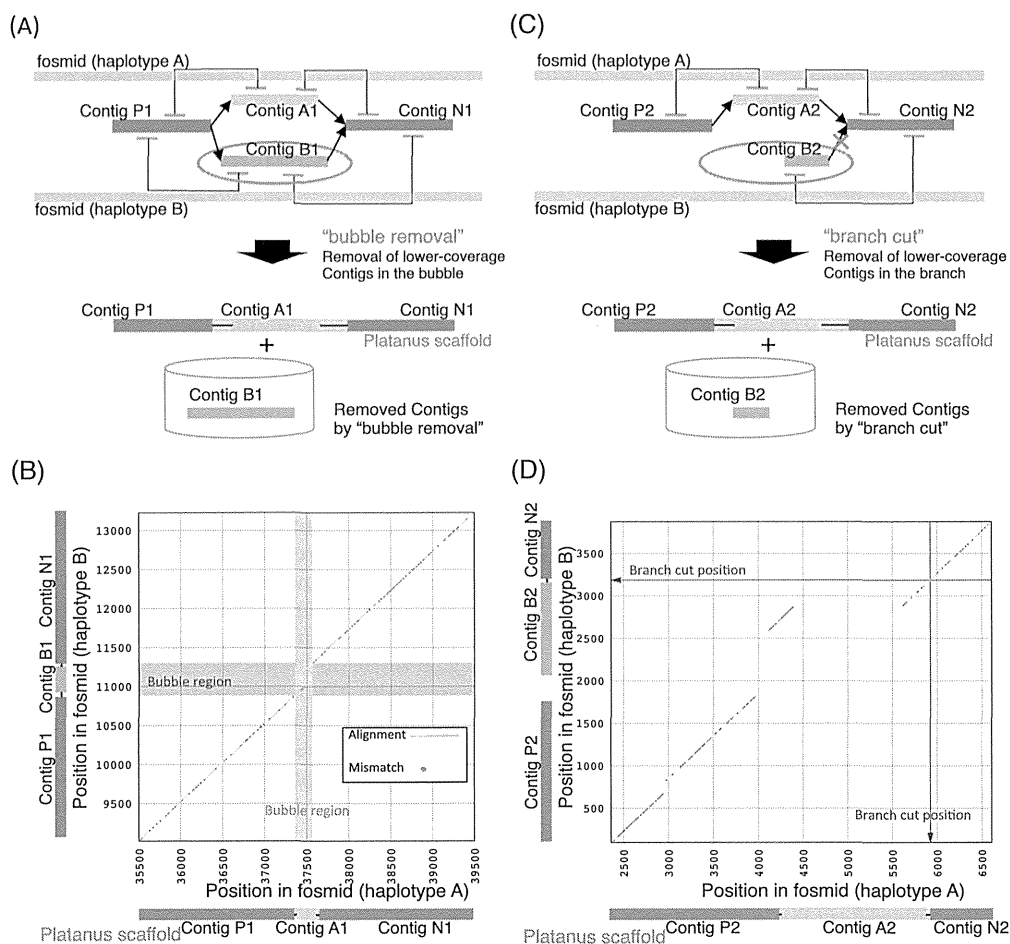 (A)
fosmid (haplotype A)
Contig P1
Contig A1
Contig N1
Contig B1
fosmid (haplotype B)
"bubble removal"
Removal of lower-coverage
Contigs in the bubble
Contig P1
Contig A1
Contig N1
Platanus scaffold
+
Contig B1
Removed Contigs
by "bubble removal"
(C)
fosmid (haplotype A)
Contig P2
Contig A2
Contig N2
Contig B2
fosmid (haplotype B)
"branch cut"
Removal of lower-coverage
Contigs in the branch
Contig P2
Contig A2
Contig N2
Platanus scaffold
+
Contig B2
Removed Contigs
by "branch cut"
(B)
Contig N1
Contig B1
Contig P1
Position in fosmid (haplotype B)
13000
12500
12000
11500
11000
10500
10000
9500
Bubble region
Alignment
Mismatch
Bubble region
35500
36000
36500
37000
37500
38000
38500
39000
39500
Position in fosmid (haplotype A)
Contig P1
Contig A1
Contig N1
Platanus scaffold
(D)
Contig N2
Contig B2
Contig P2
Position in fosmid (haplotype B)
3500
3000
2500
2000
1500
1000
500
Branch cut position
Branch cut position
2500
3000
3500
4000
4500
5000
5500
6000
6500
Position in fosmid (haplotype A)
Contig P2
Contig A2
Contig N2
Platanus scaffold